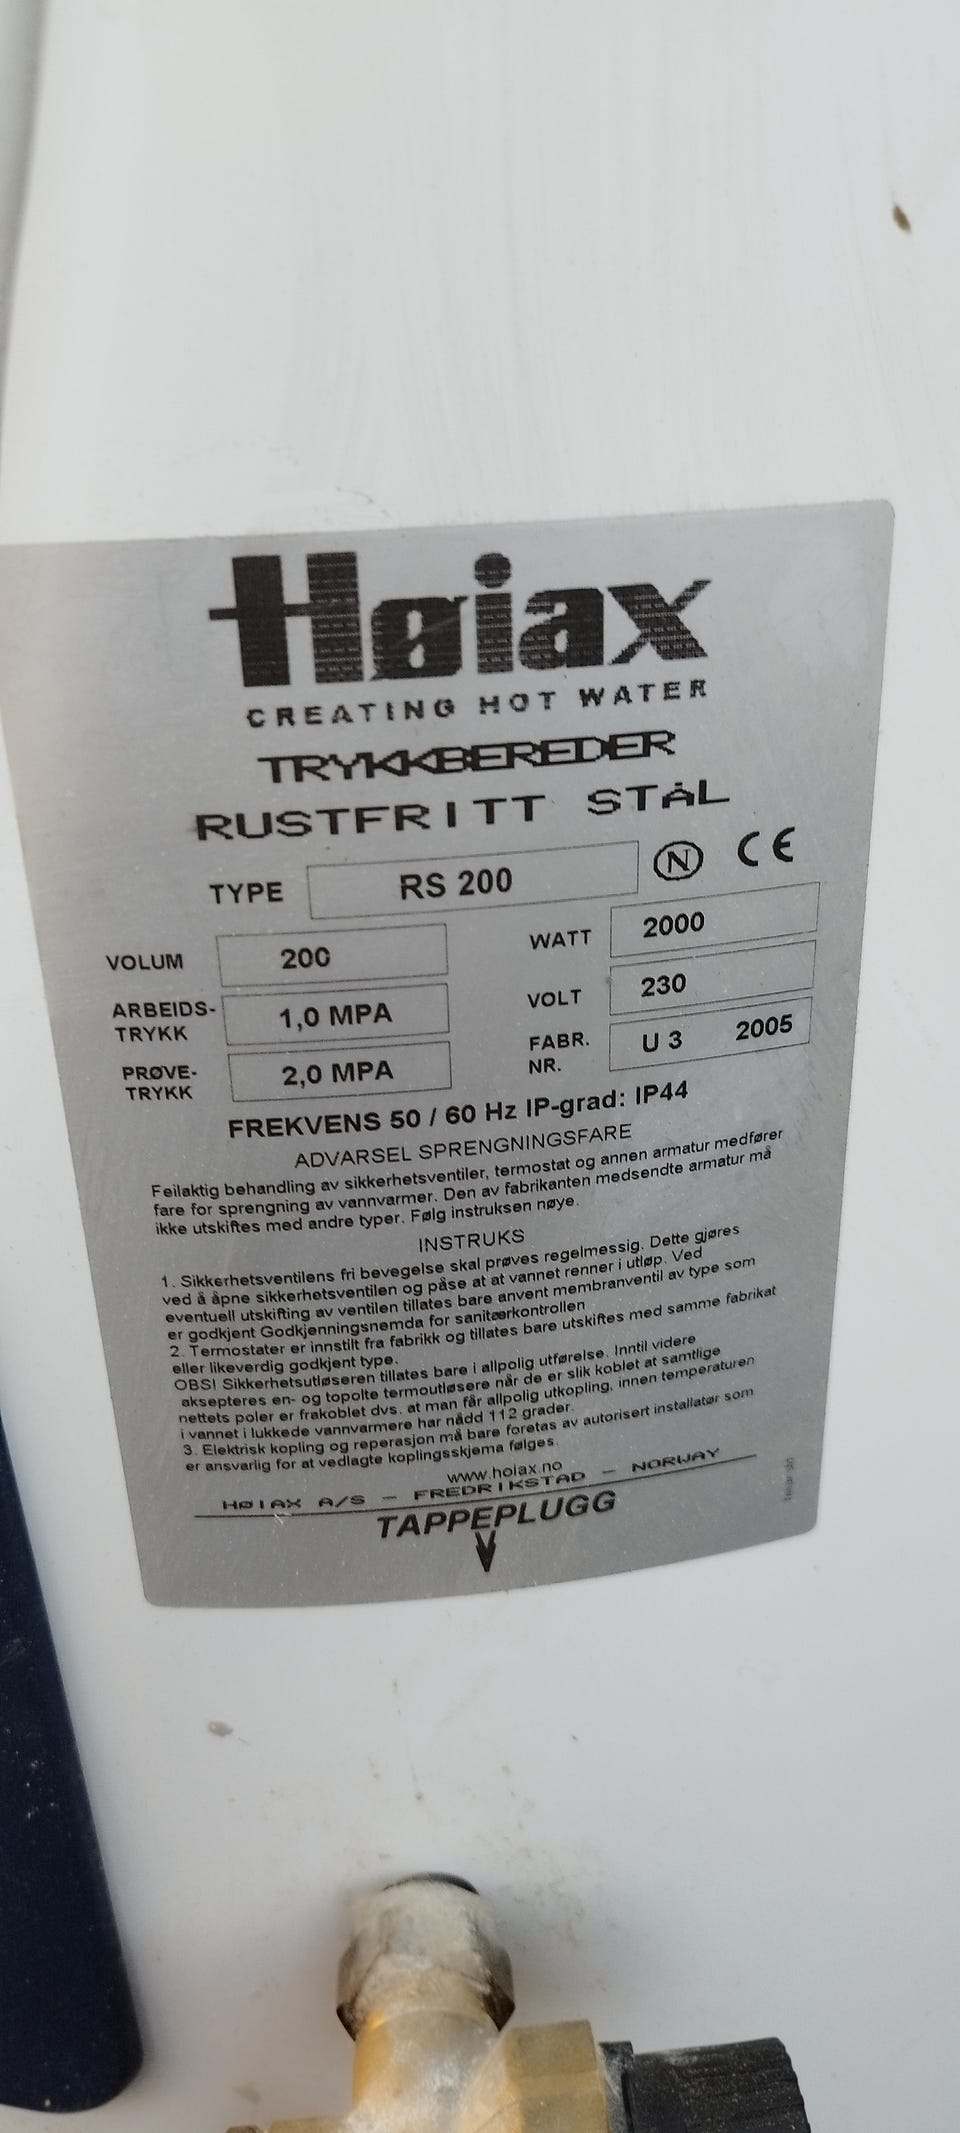 Høiax
CREATING HOT WATER
TRYKKBEREDER
RUSTFRITT STÅL
TYPE RS 200 N CE
VOLUM 200 WATT 2000
ARBEIDS-
TRYKK 1,0 MPA VOLT 230
PRØVE-
TRYKK 2,0 MPA FABR.
NR. U 3 2005
FREKVENS 50 / 60 Hz IP-grad: IP44
ADVARSEL SPRENGNINGSFARE
Feilaktig behandling av sikkerhetsventiler, termostat og annen armatur medfører
fare for sprengning av vannvarmer. Den av fabrikanten medsendte armatur må
ikke utskiftes med andre typer. Følg instruksen nøye.
INSTRUKS
1. Sikkerhetsventilens fri bevegelse skal prøves regelmessig. Dette gjøres
ved å åpne sikkerhetsventilen og påse at at vannet renner i utløp. Ved
eventuell utskifting av ventilen tillates bare anvent membranventil av type som
er godkjent Godkjenningsnemda for sanitærkontrollen
2. Termostater er innstilt fra fabrikk og tillates bare utskiftes med samme fabrikat
eller likeverdig godkjent type.
OBS! Sikkerhetsutløseren tillates bare i allpolig utførelse. Inntil videre
aksepteres en- og topolte termoutløsere når de er slik koblet at samtlige
nettets poler er frakoblet dvs. at man får allpolig utkopling, innen temperaturen
i vannet i lukkede vannvarmere har nådd 112 grader.
3. Elektrisk kopling og reperasjon må bare foretas av autorisert installatør som
er ansvarlig for at vedlagte koplingsskjema følges.
www.hoiax.no
HØIAX A/S - FREDRIKSTAD - NORWAY
TAPPEPLUGG